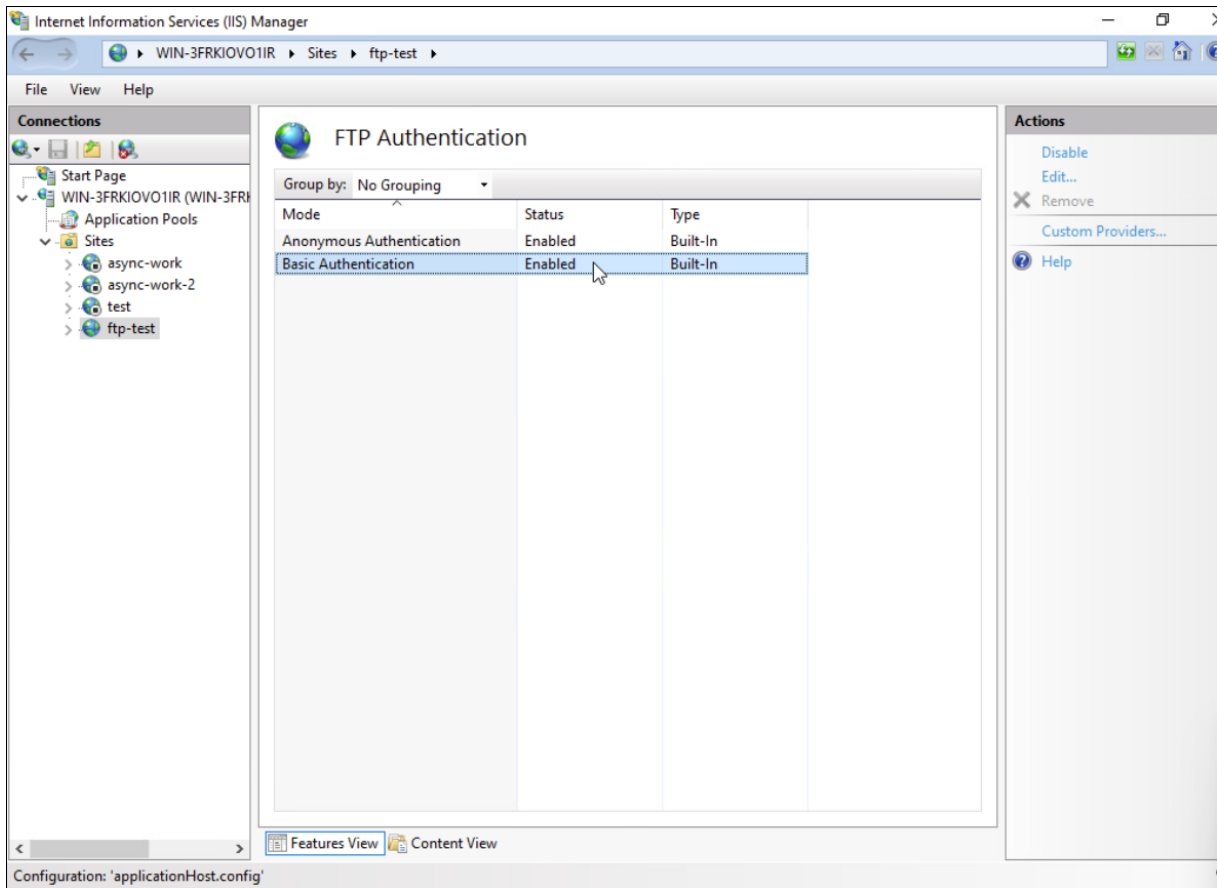 Internet Information Services (IIS) Manager
WIN-3FRKIOVO1IR Sites ftp-test
File View Help
Connections
Start Page
WIN-3FRKIOVO1IR (WIN-3FRK
Application Pools
Sites
async-work
async-work-2
test
ftp-test
FTP Authentication
Group by: No Grouping
Mode Status Type
Anonymous Authentication Enabled Built-In
Basic Authentication Enabled Built-In
Features View Content View
Actions
Disable
Edit...
Remove
Custom Providers...
Help
Configuration: 'applicationHost.config'